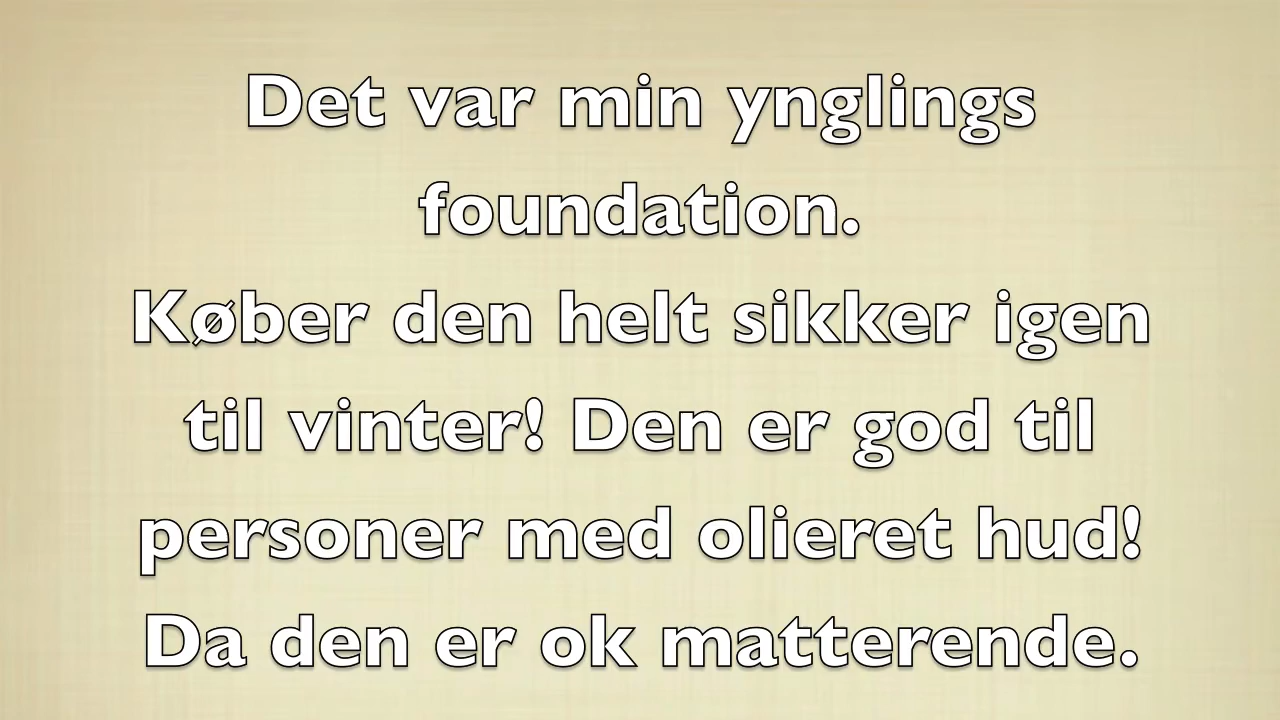 Det var min ynglings
foundation.
Køber den helt sikker igen
til vinter! Den er god til
personer med olieret hud!
Da den er ok matterende.